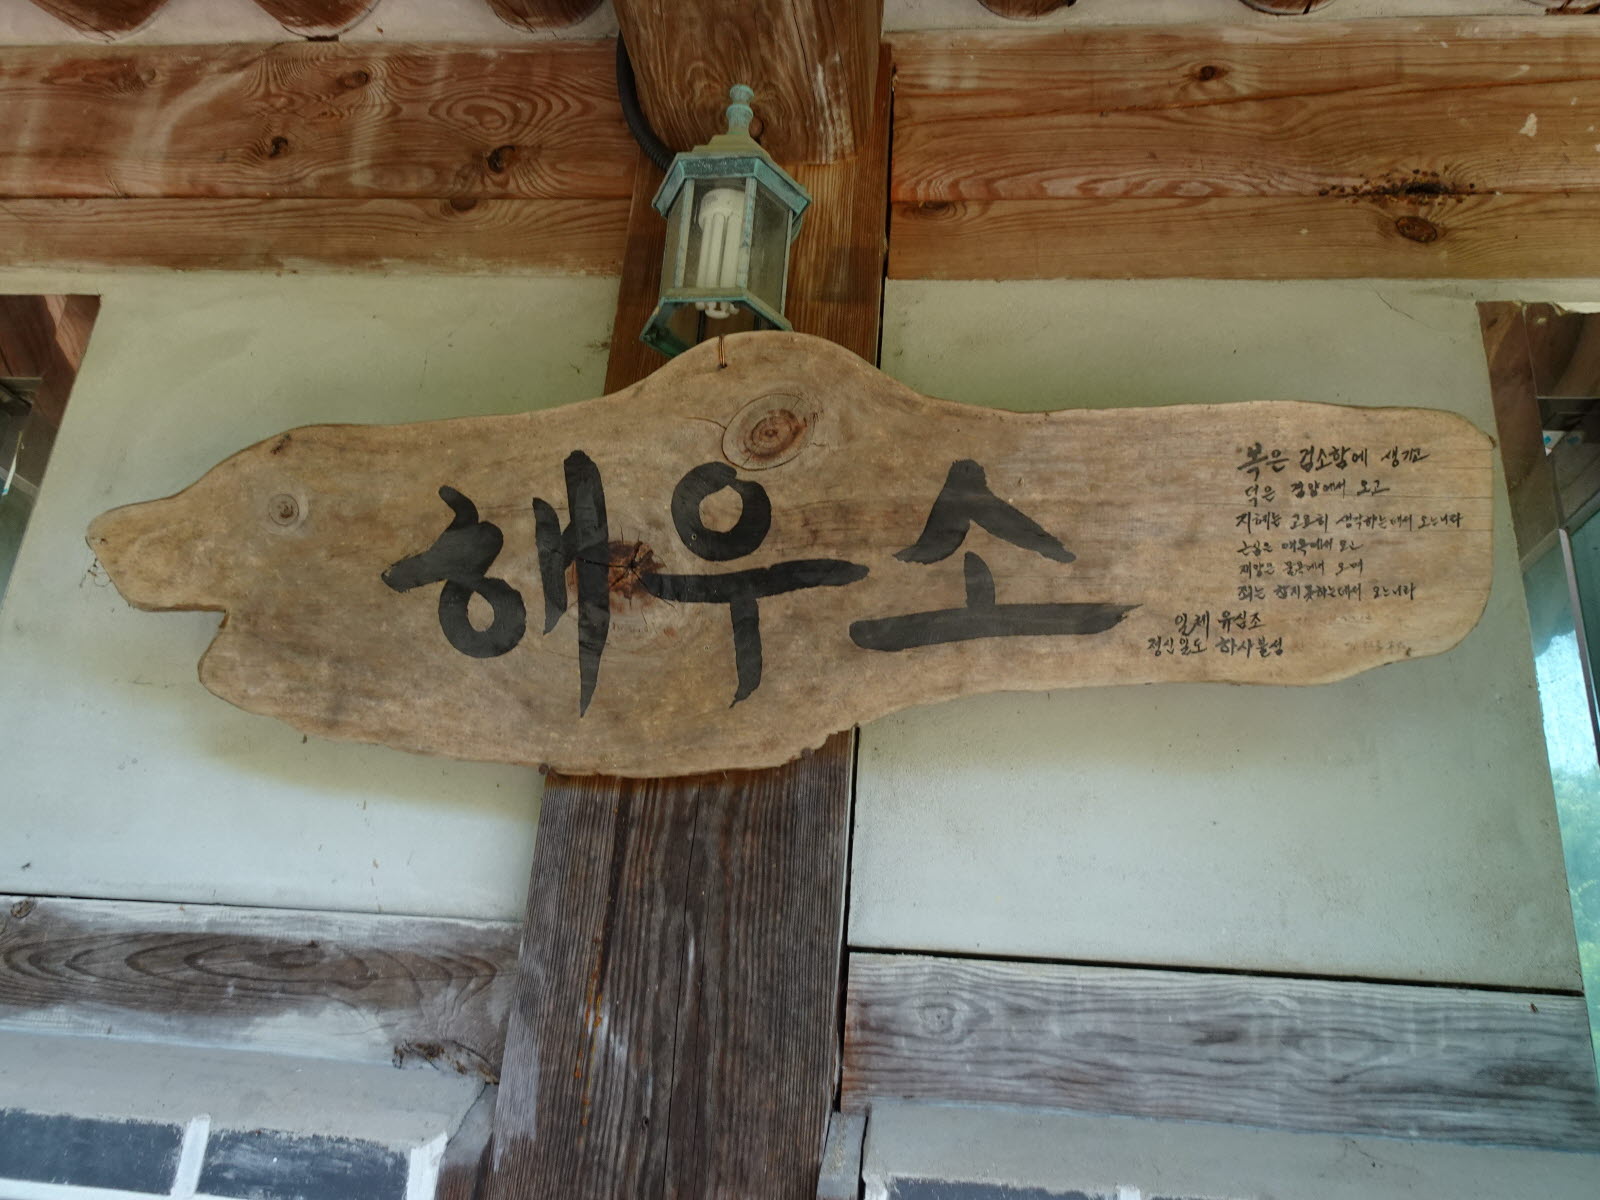 해우소
복은 검소함에 생기고
덕은 겸양에서 오고
지혜는 고요히 생각하는데서 오느니라
근심은 애욕에서 오고
재앙은 물욕에서 오며
죄는 참지못하는데서 오느니라
일체 유심조
정신일도 하사불성